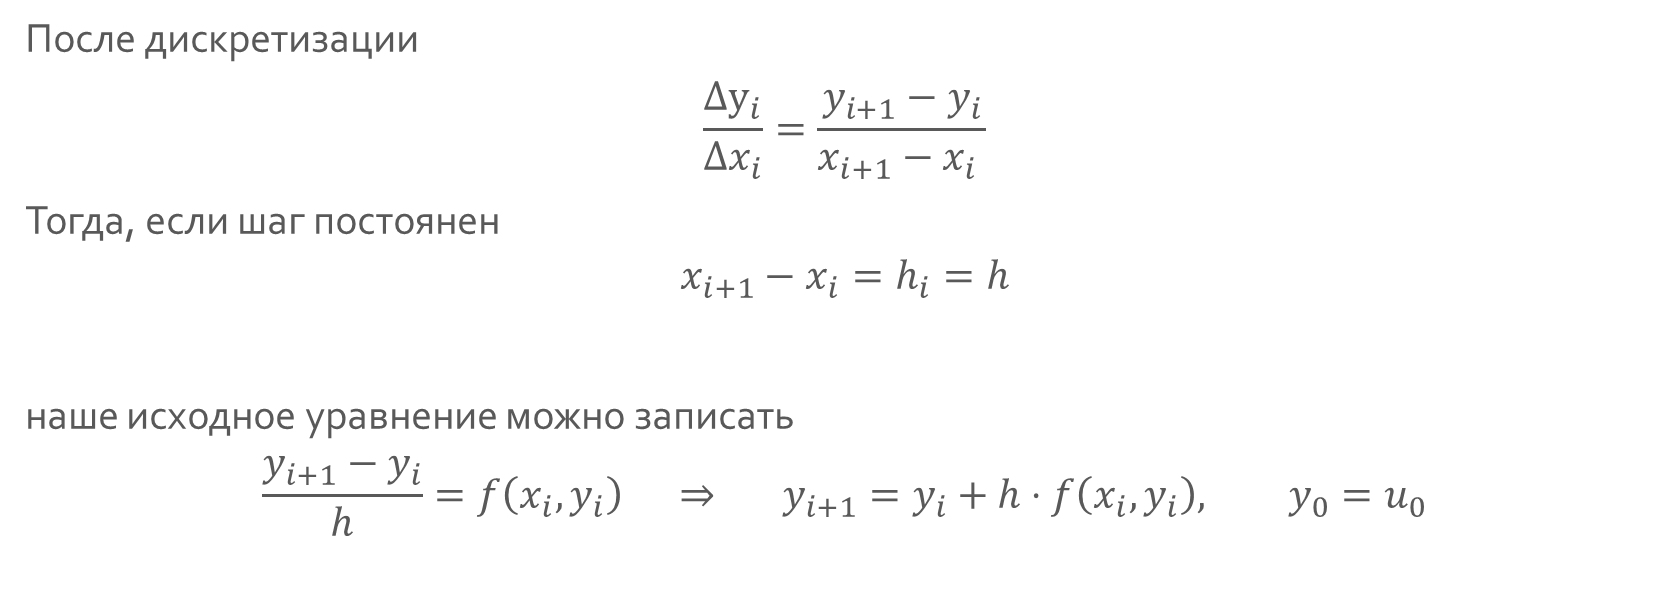 После дискретизации
Δy_i / Δx_i = (y_{i+1} − y_i) / (x_{i+1} − x_i)
Тогда, если шаг постоянен
x_{i+1} − x_i = h_i = h
наше исходное уравнение можно записать
(y_{i+1} − y_i) / h = f(x_i, y_i) ⇒ y_{i+1} = y_i + h · f(x_i, y_i), y_0 = u_0